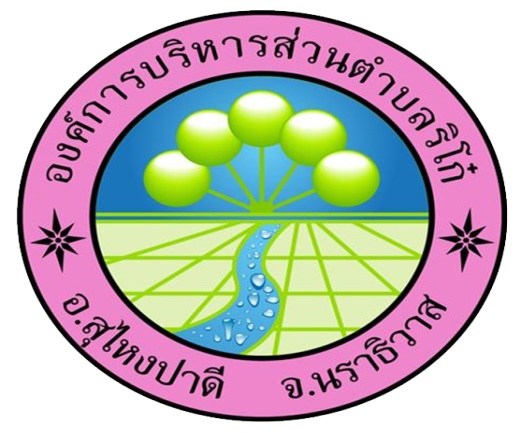 องค์การบริหารส่วนตำบลริโก๋
อ.สุไหงปาดี จ.นราธิวาส